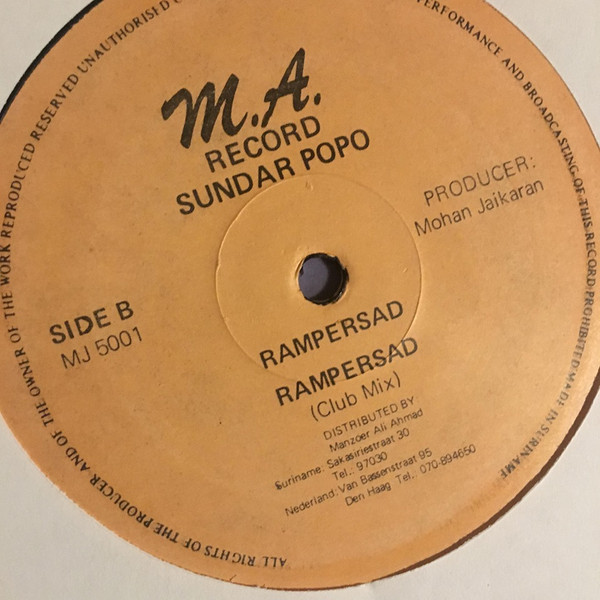 M.A.
RECORD
SUNDAR POPO
PRODUCER:
Mohan Jaikaran
SIDE B
MJ 5001
RAMPERSAD
RAMPERSAD
(Club Mix)
DISTRIBUTED BY
Manzoer Ali Ahmad
Suriname: Sakasiriestraat 30
Tel.: 97030
Nederland: Van Bassenstraat 95
Den Haag Tel.: 070-894650
ALL RIGHTS OF THE PRODUCER AND OF THE OWNER OF THE WORK REPRODUCED RESERVED UNAUTHORISED
PERFORMANCE AND BROADCASTING OF THIS RECORD PROHIBITED MADE IN SURINAME